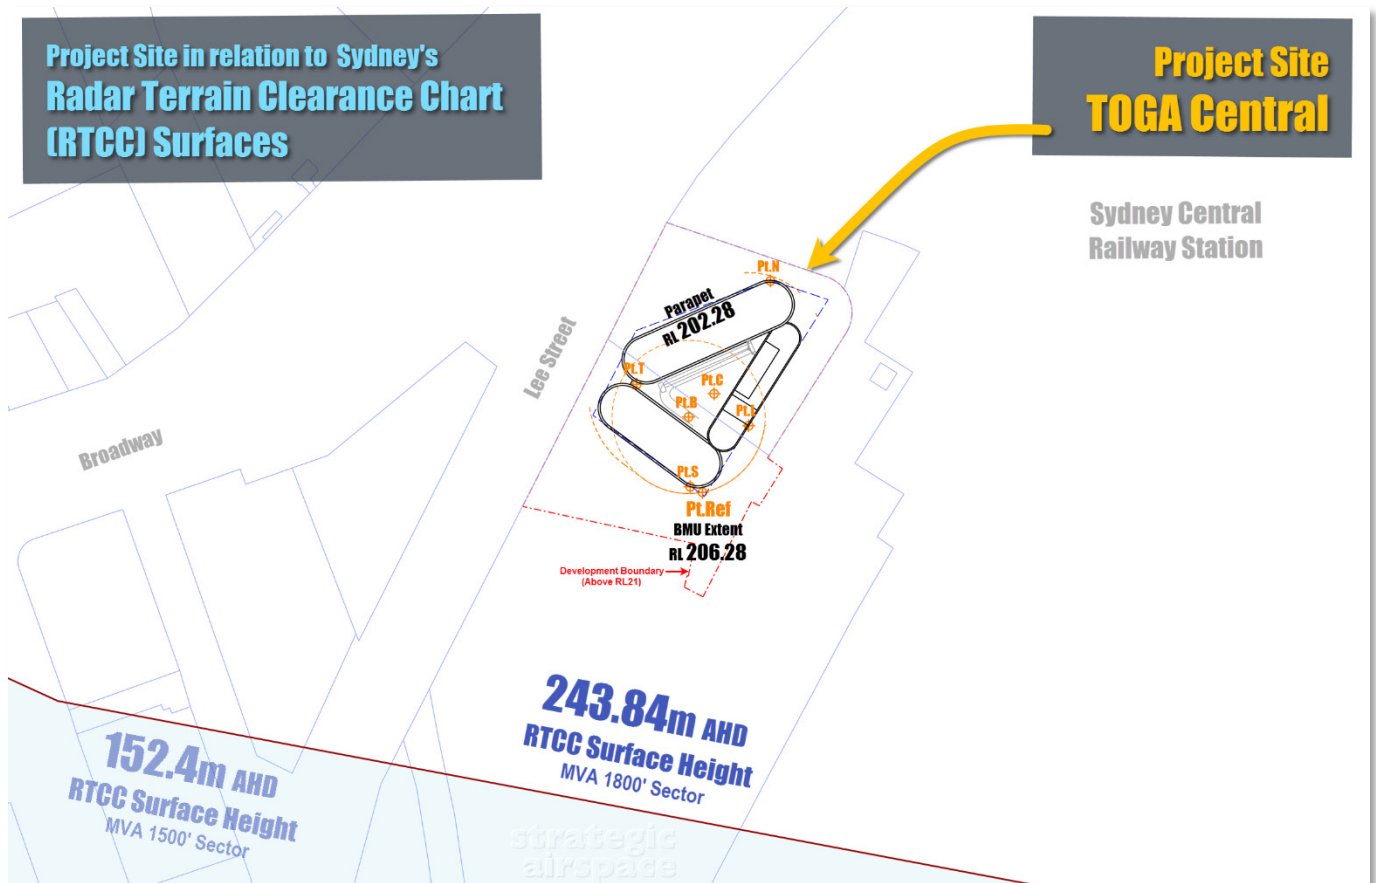 Project Site in relation to Sydney's
Radar Terrain Clearance Chart
(RTCC) Surfaces
Project Site
TOGA Central
Sydney Central
Railway Station
Pt.N
Parapet
RL 202.28
Lee Street
Pt.T
Pt.C
Pt.B
Pt.L
Broadway
Pt.S
Pt.Ref
BMU Extent
RL 206.28
Development Boundary
(Above RL21)
243.84m AHD
RTCC Surface Height
MVA 1800' Sector
152.4m AHD
RTCC Surface Height
MVA 1500' Sector
strategic
airspace